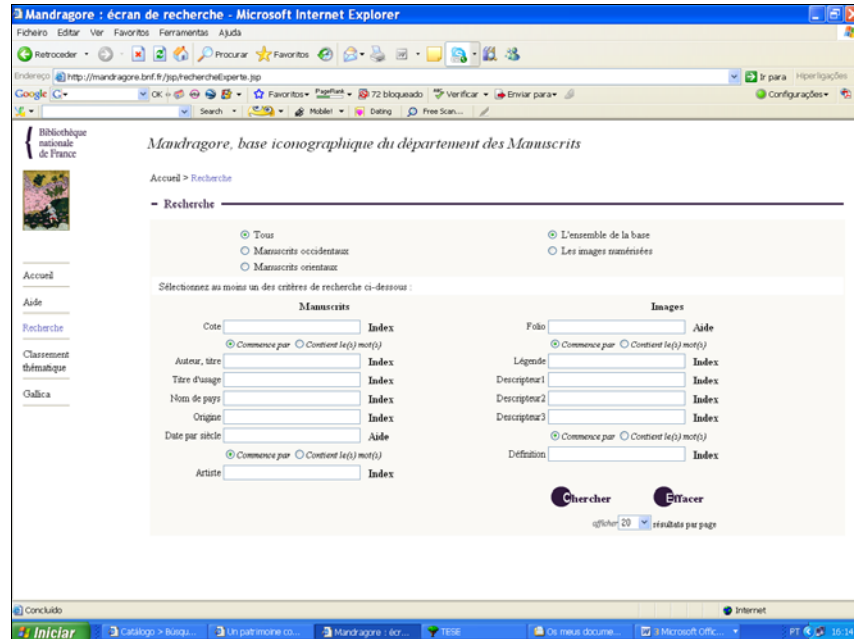 Mandragore : écran de recherche - Microsoft Internet Explorer
Ficheiro Editar Ver Favoritos Ferramentas Ajuda
Retroceder Procurar Favoritos
Endereço http://mandragore.bnf.fr/jsp/rechercheExperte.jsp Ir para Hiperligações
Google G OK Favoritos PageRank 72 bloqueado Verificar Enviar para Configurações
Search Mobile! Dating Free Scan...
Bibliothèque
nationale
de France
Mandragore, base iconographique du département des Manuscrits
Accueil > Recherche
Recherche
Tous L'ensemble de la base
Manuscrits occidentaux Les images numérisées
Manuscrits orientaux
Accueil
Aide
Recherche
Classement
thématique
Gallica
Sélectionnez au moins un des critères de recherche ci-dessous :
Manuscrits Images
Cote Index Folio Aide
Commence par Contient le(s) mot(s) Commence par Contient le(s) mot(s)
Auteur, titre Index Légende Index
Titre d'usage Index Descripteur1 Index
Nom de pays Index Descripteur2 Index
Origine Index Descripteur3 Index
Date par siècle Aide Commence par Contient le(s) mot(s)
Commence par Contient le(s) mot(s) Définition Index
Artiste Index
Chercher Effacer
afficher 20 résultats par page
Concluído Internet
Iniciar Catálogo > Búsqu... Un patrimoine co... Mandragore : écr... TESE Os meus docume... 3 Microsoft Offic... PT 16:14